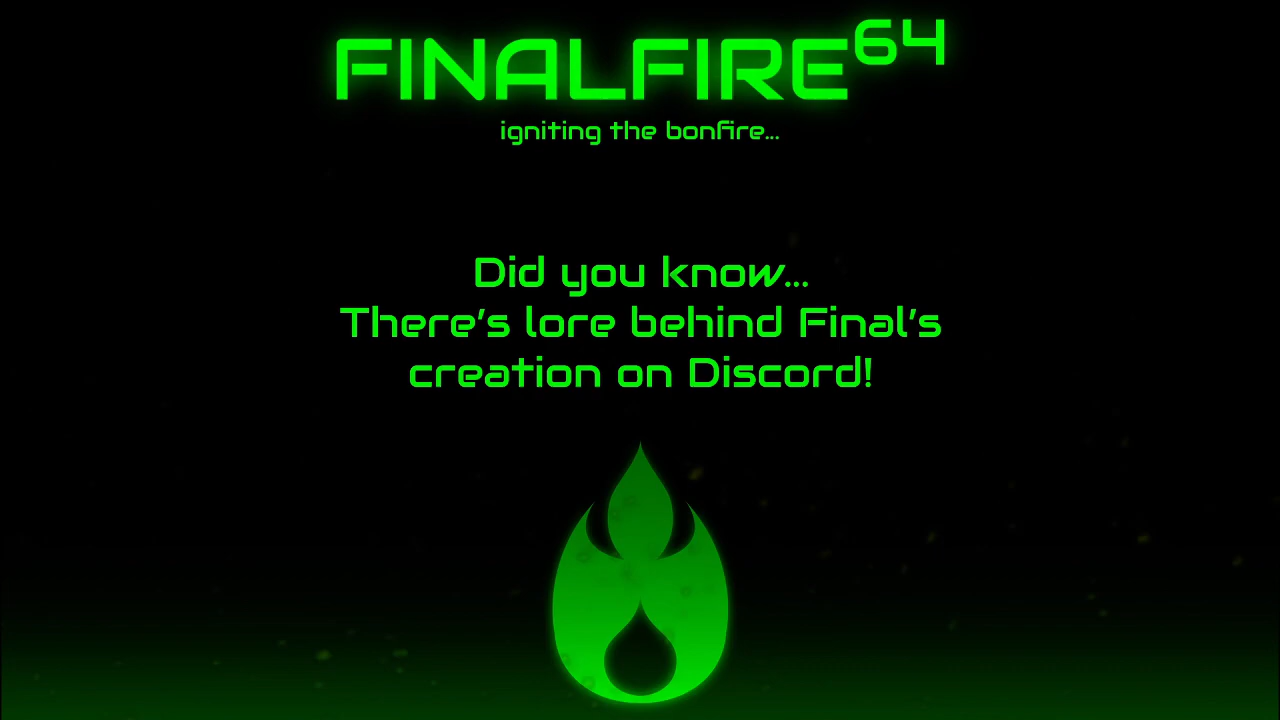 FINALFIRE64
igniting the bonfire...
Did you know...
There's lore behind Final's
creation on Discord!